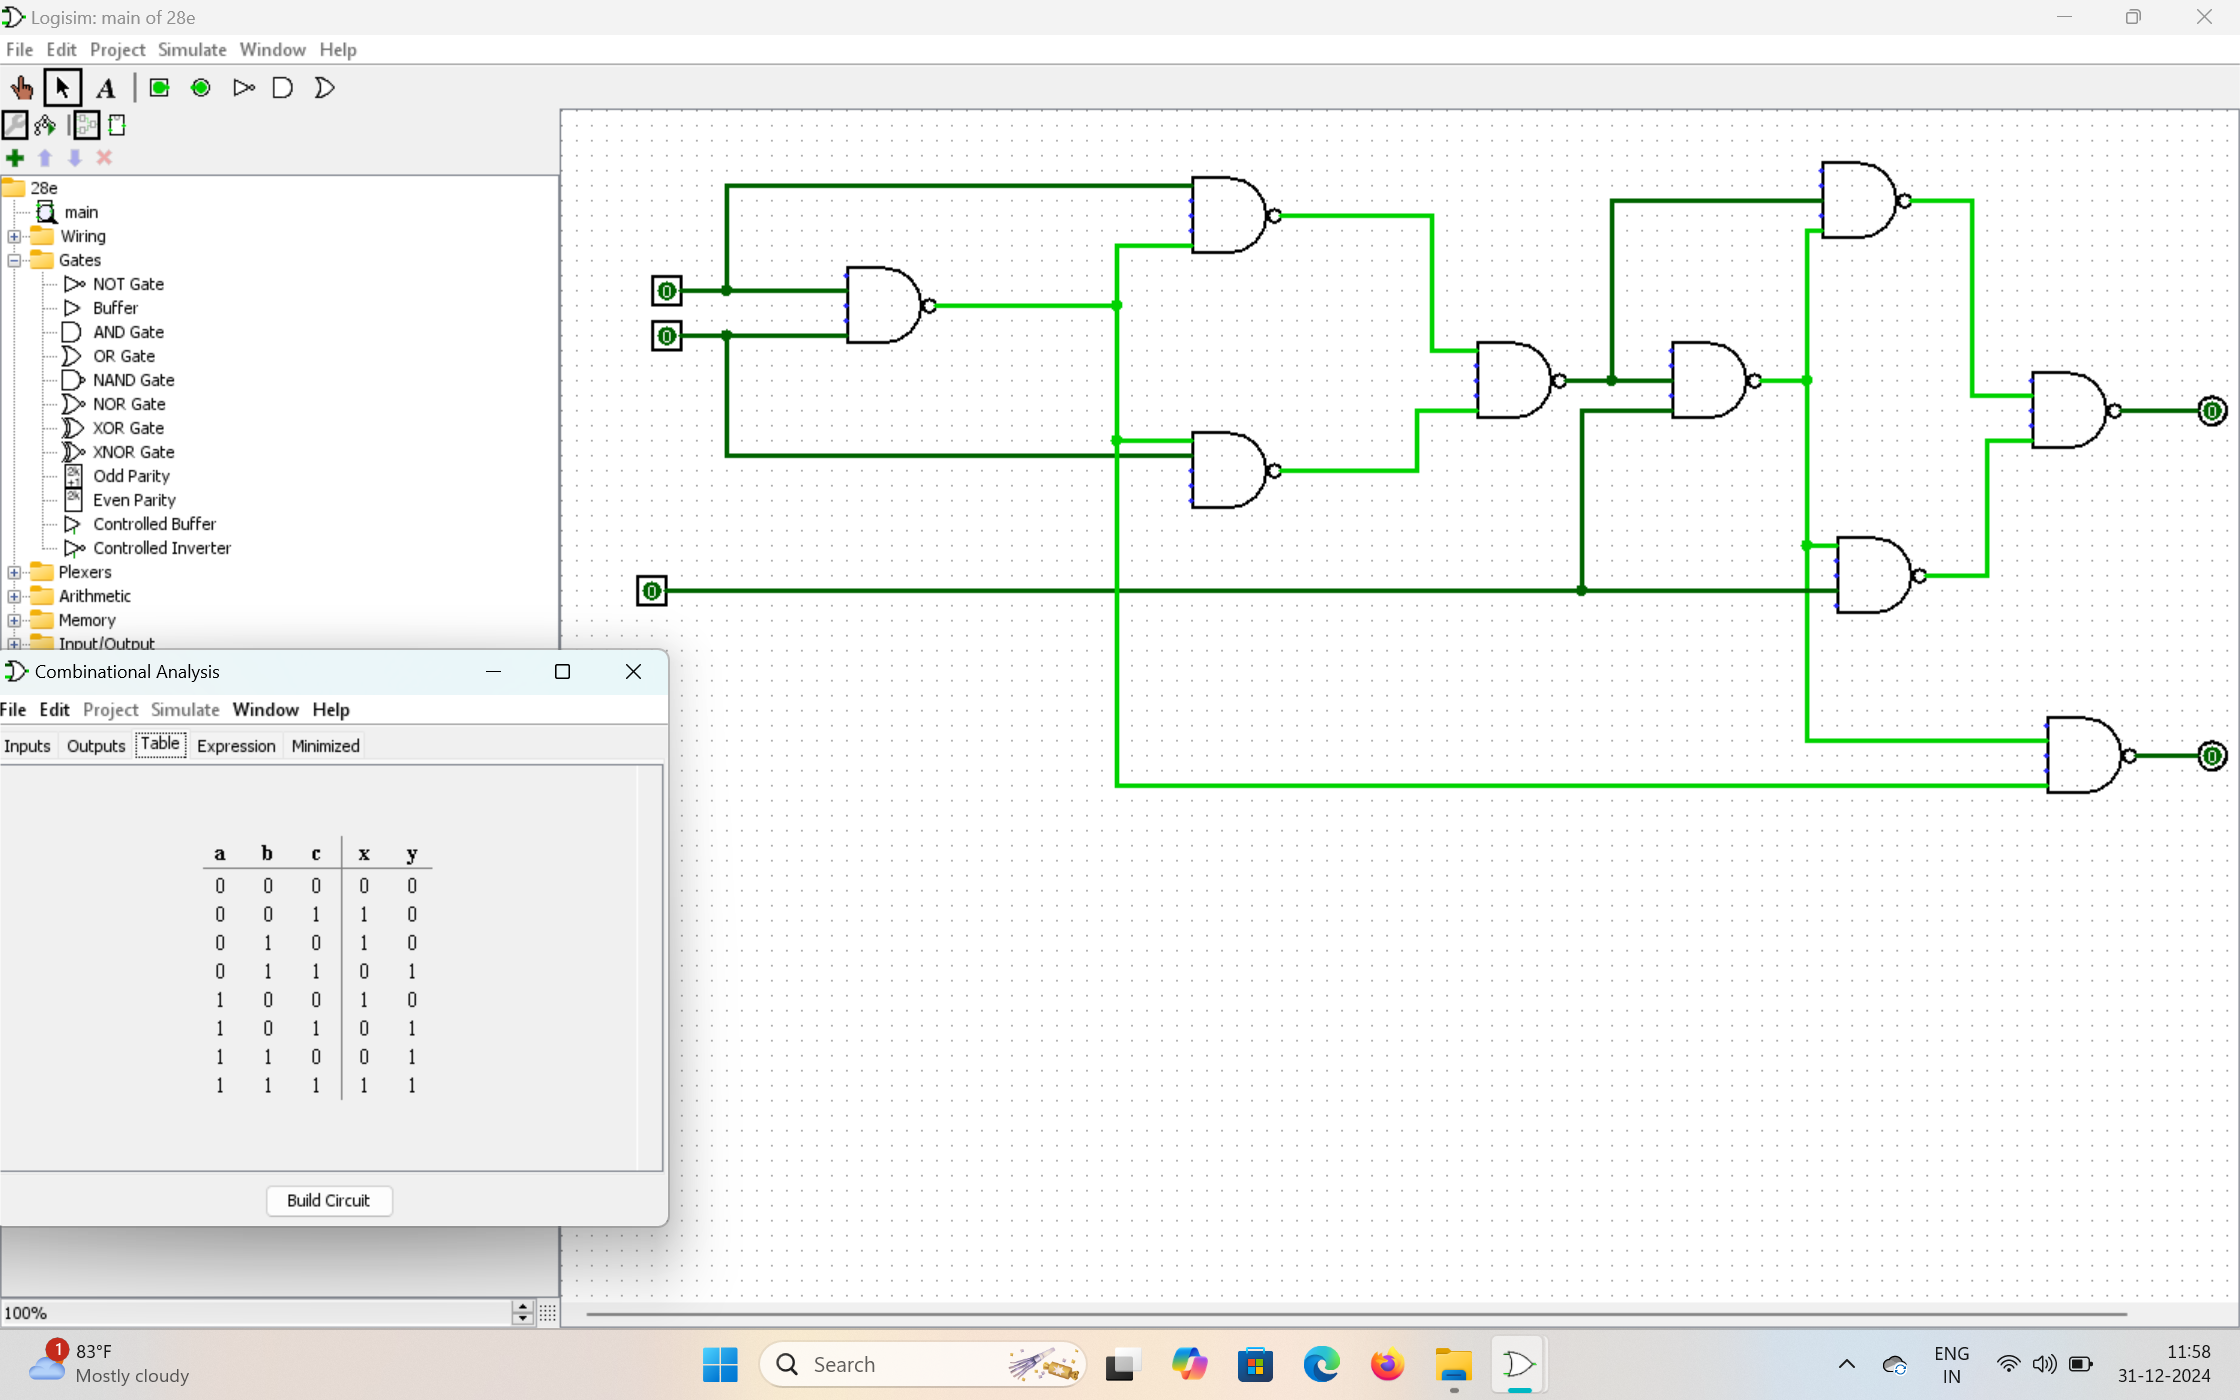 Logisim: main of 28e
File Edit Project Simulate Window Help
A
28e
main
Wiring
Gates
NOT Gate
Buffer
AND Gate
OR Gate
NAND Gate
NOR Gate
XOR Gate
XNOR Gate
2k+1 Odd Parity
2k Even Parity
Controlled Buffer
Controlled Inverter
Plexers
Arithmetic
Memory
Input/Output
0
0
0
0
0
Combinational Analysis
File Edit Project Simulate Window Help
Inputs Outputs Table Expression Minimized
a b c x y
0 0 0 0 0
0 0 1 1 0
0 1 0 1 0
0 1 1 0 1
1 0 0 1 0
1 0 1 0 1
1 1 0 0 1
1 1 1 1 1
Build Circuit
100%
1
83°F
Mostly cloudy
Search
ENG
IN
11:58
31-12-2024